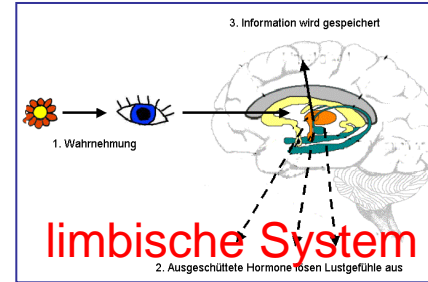 3. Information wird gespeichert
1. Wahrnehmung
limbische System
2. Ausgeschüttete Hormone lösen Lustgefühle aus